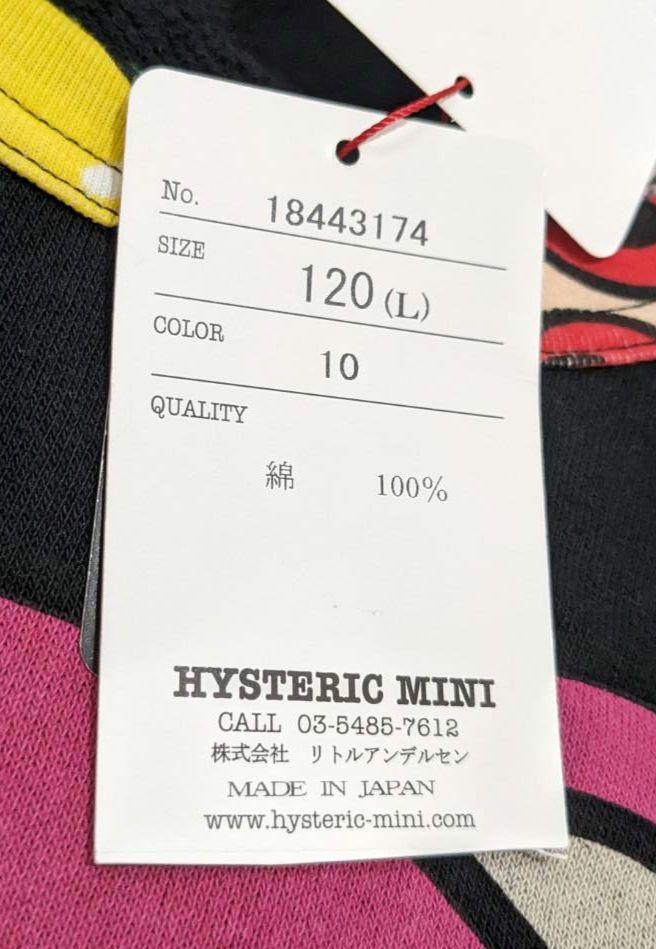 No. 18443174
SIZE 120 (L)
COLOR 10
QUALITY
綿 100%
HYSTERIC MINI
CALL 03-5485-7612
株式会社 リトルアンデルセン
MADE IN JAPAN
www.hysteric-mini.com